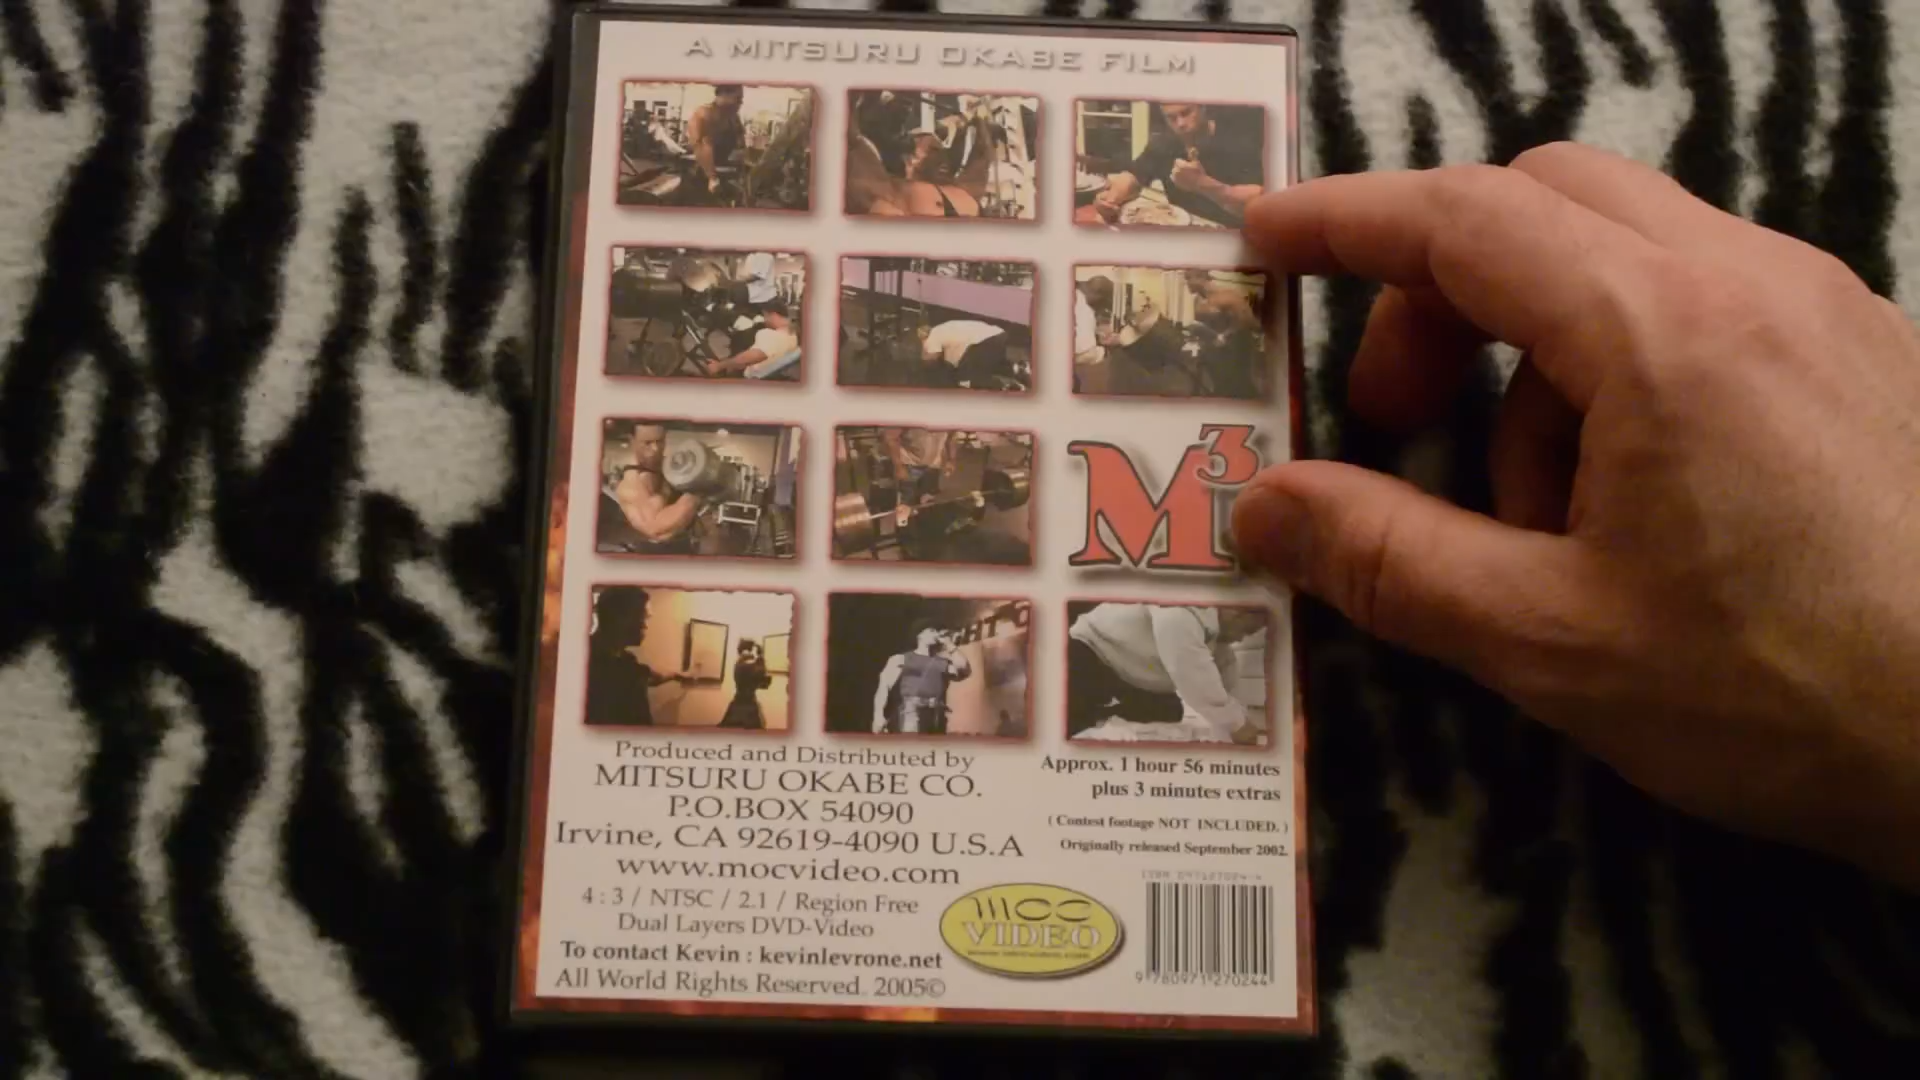 A MITSURU OKABE FILM
M3
Produced and Distributed by
MITSURU OKABE CO.
P.O.BOX 54090
Irvine, CA 92619-4090 U.S.A
www.mocvideo.com
4 : 3 / NTSC / 2.1 / Region Free
Dual Layers DVD-Video
To contact Kevin : kevinlevrone.net
All World Rights Reserved. 2005©
Approx. 1 hour 56 minutes
plus 3 minutes extras
( Contest footage NOT INCLUDED. )
Originally released September 2002.
MOC
VIDEO
9 780971 270244